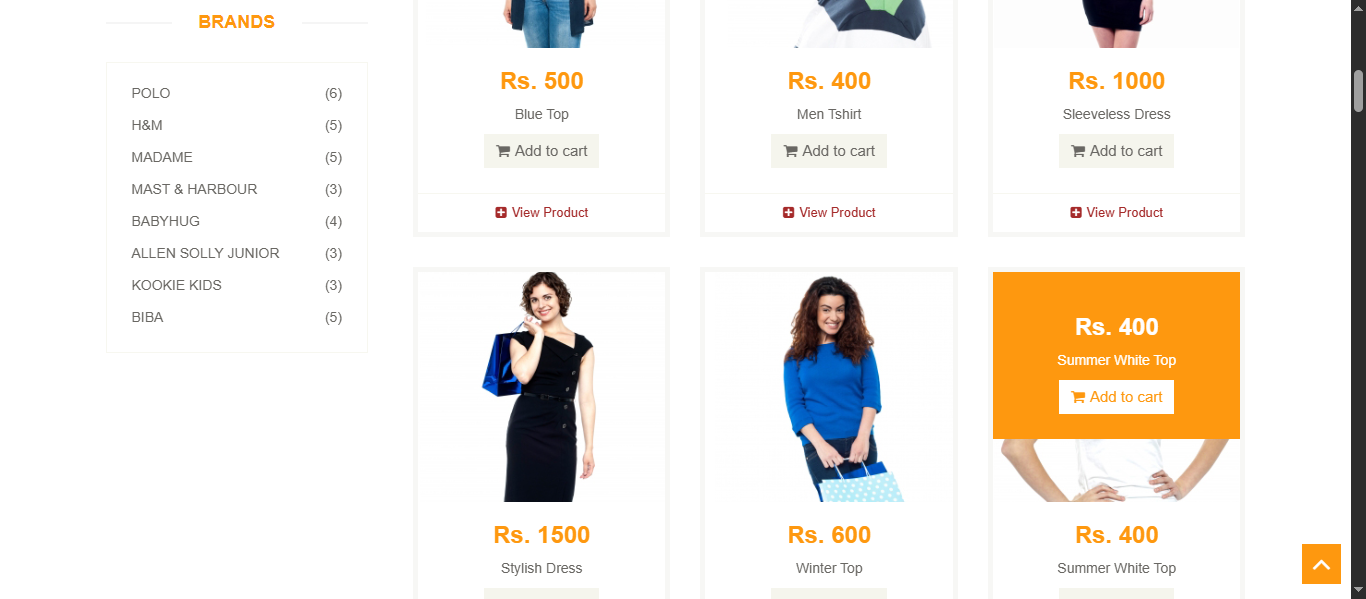 BRANDS
POLO (6)
H&M (5)
MADAME (5)
MAST & HARBOUR (3)
BABYHUG (4)
ALLEN SOLLY JUNIOR (3)
KOOKIE KIDS (3)
BIBA (5)
Rs. 500
Blue Top
Add to cart
View Product
Rs. 400
Men Tshirt
Add to cart
View Product
Rs. 1000
Sleeveless Dress
Add to cart
View Product
Rs. 1500
Stylish Dress
Rs. 600
Winter Top
Rs. 400
Summer White Top
Add to cart
Rs. 400
Summer White Top